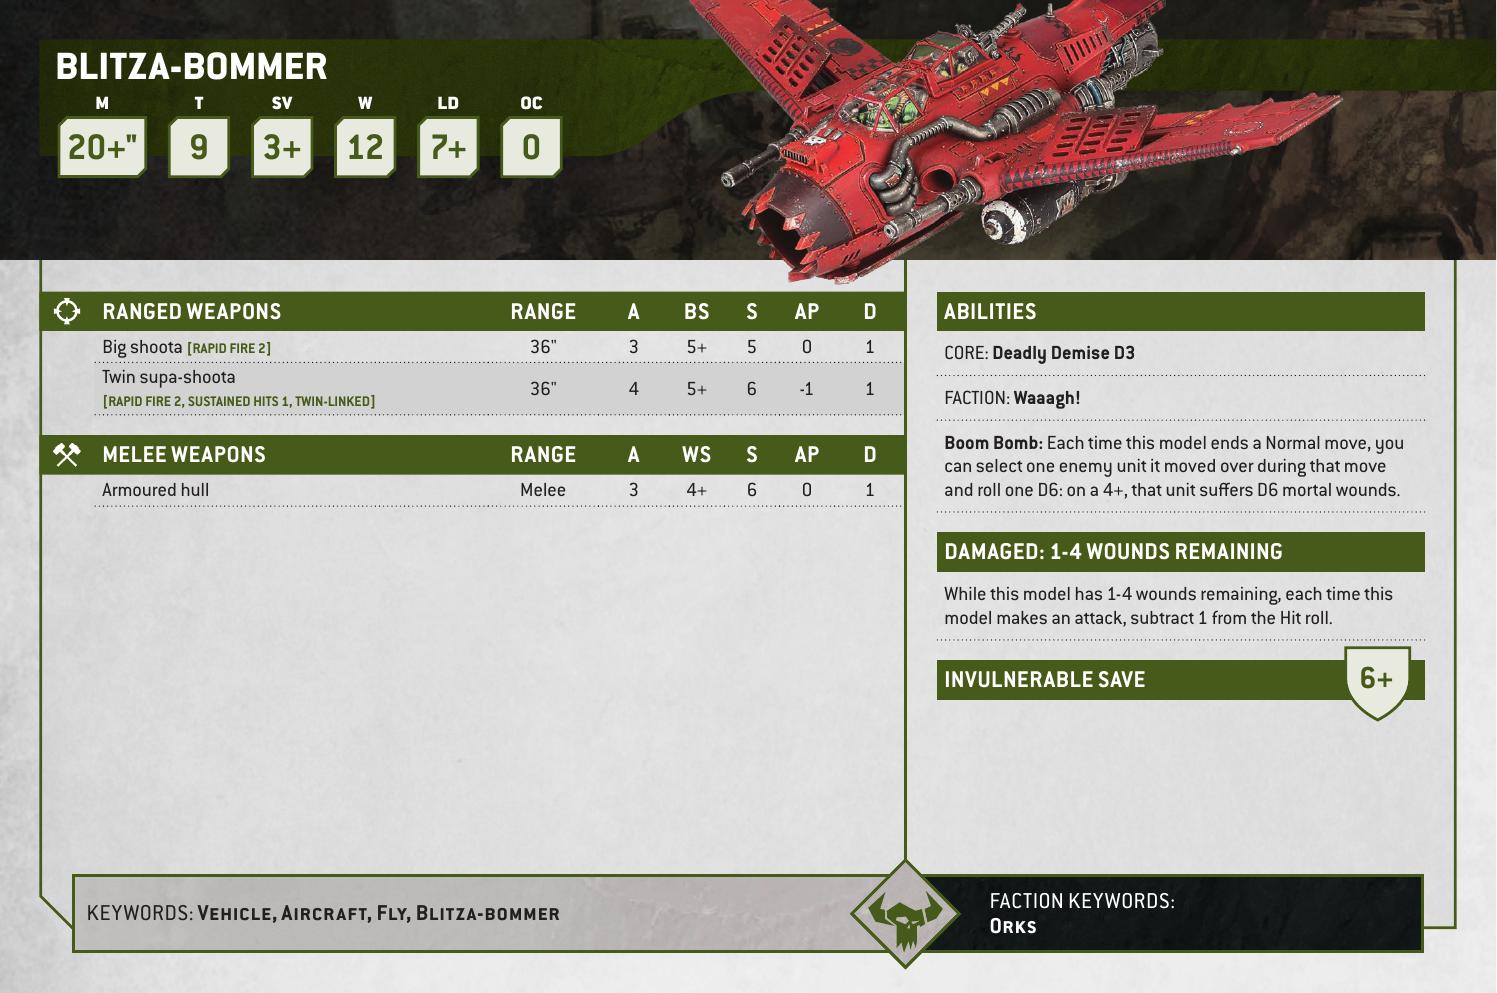 BLITZA-BOMMER
M T SV W LD OC
20+" 9 3+ 12 7+ 0
RANGED WEAPONS RANGE A BS S AP D
Big shoota [RAPID FIRE 2] 36" 3 5+ 5 0 1
Twin supa-shoota
[RAPID FIRE 2, SUSTAINED HITS 1, TWIN-LINKED] 36" 4 5+ 6 -1 1
MELEE WEAPONS RANGE A WS S AP D
Armoured hull Melee 3 4+ 6 0 1
ABILITIES
CORE: Deadly Demise D3
FACTION: Waaagh!
Boom Bomb: Each time this model ends a Normal move, you
can select one enemy unit it moved over during that move
and roll one D6: on a 4+, that unit suffers D6 mortal wounds.
DAMAGED: 1-4 WOUNDS REMAINING
While this model has 1-4 wounds remaining, each time this
model makes an attack, subtract 1 from the Hit roll.
INVULNERABLE SAVE 6+
KEYWORDS: VEHICLE, AIRCRAFT, FLY, BLITZA-BOMMER
FACTION KEYWORDS:
ORKS